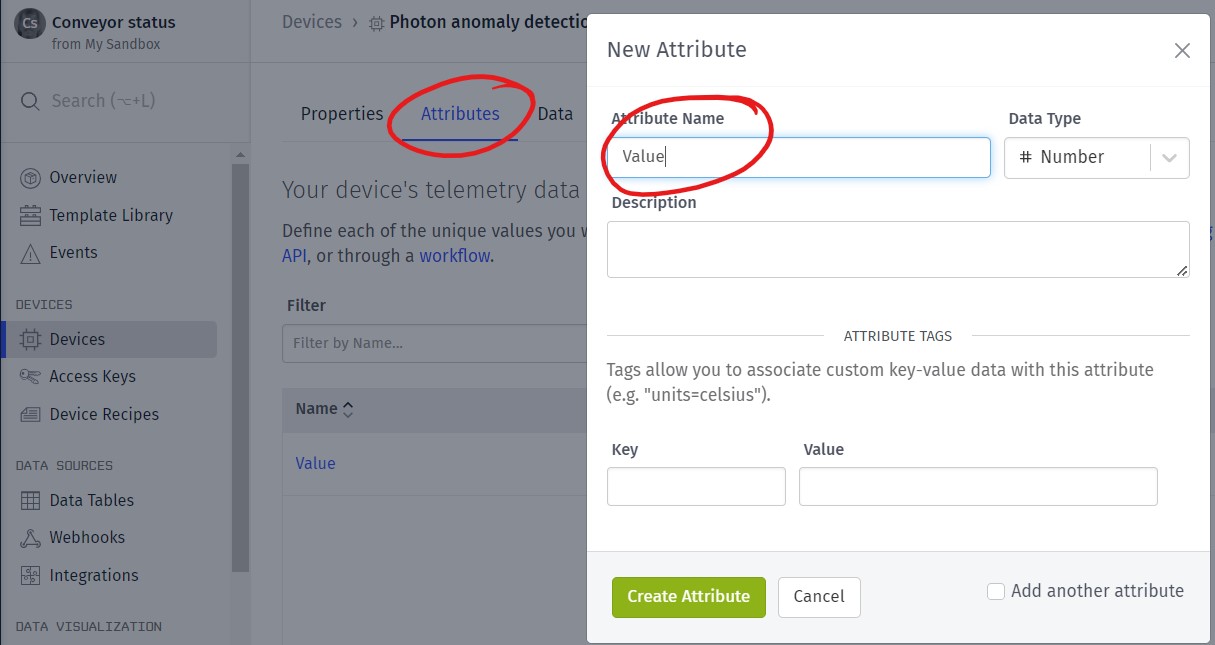 Cs
Conveyor status
from My Sandbox
Search (⌥+L)
Overview
Template Library
Events
DEVICES
Devices
Access Keys
Device Recipes
DATA SOURCES
Data Tables
Webhooks
Integrations
DATA VISUALIZATION
Devices › Photon anomaly detectio
Properties Attributes Data
Your device's telemetry data
Define each of the unique values you w
API, or through a workflow.
Filter
Filter by Name...
Name
Value
New Attribute
Attribute Name Data Type
Value # Number
Description
ATTRIBUTE TAGS
Tags allow you to associate custom key-value data with this attribute
(e.g. "units=celsius").
Key Value
Create Attribute Cancel Add another attribute